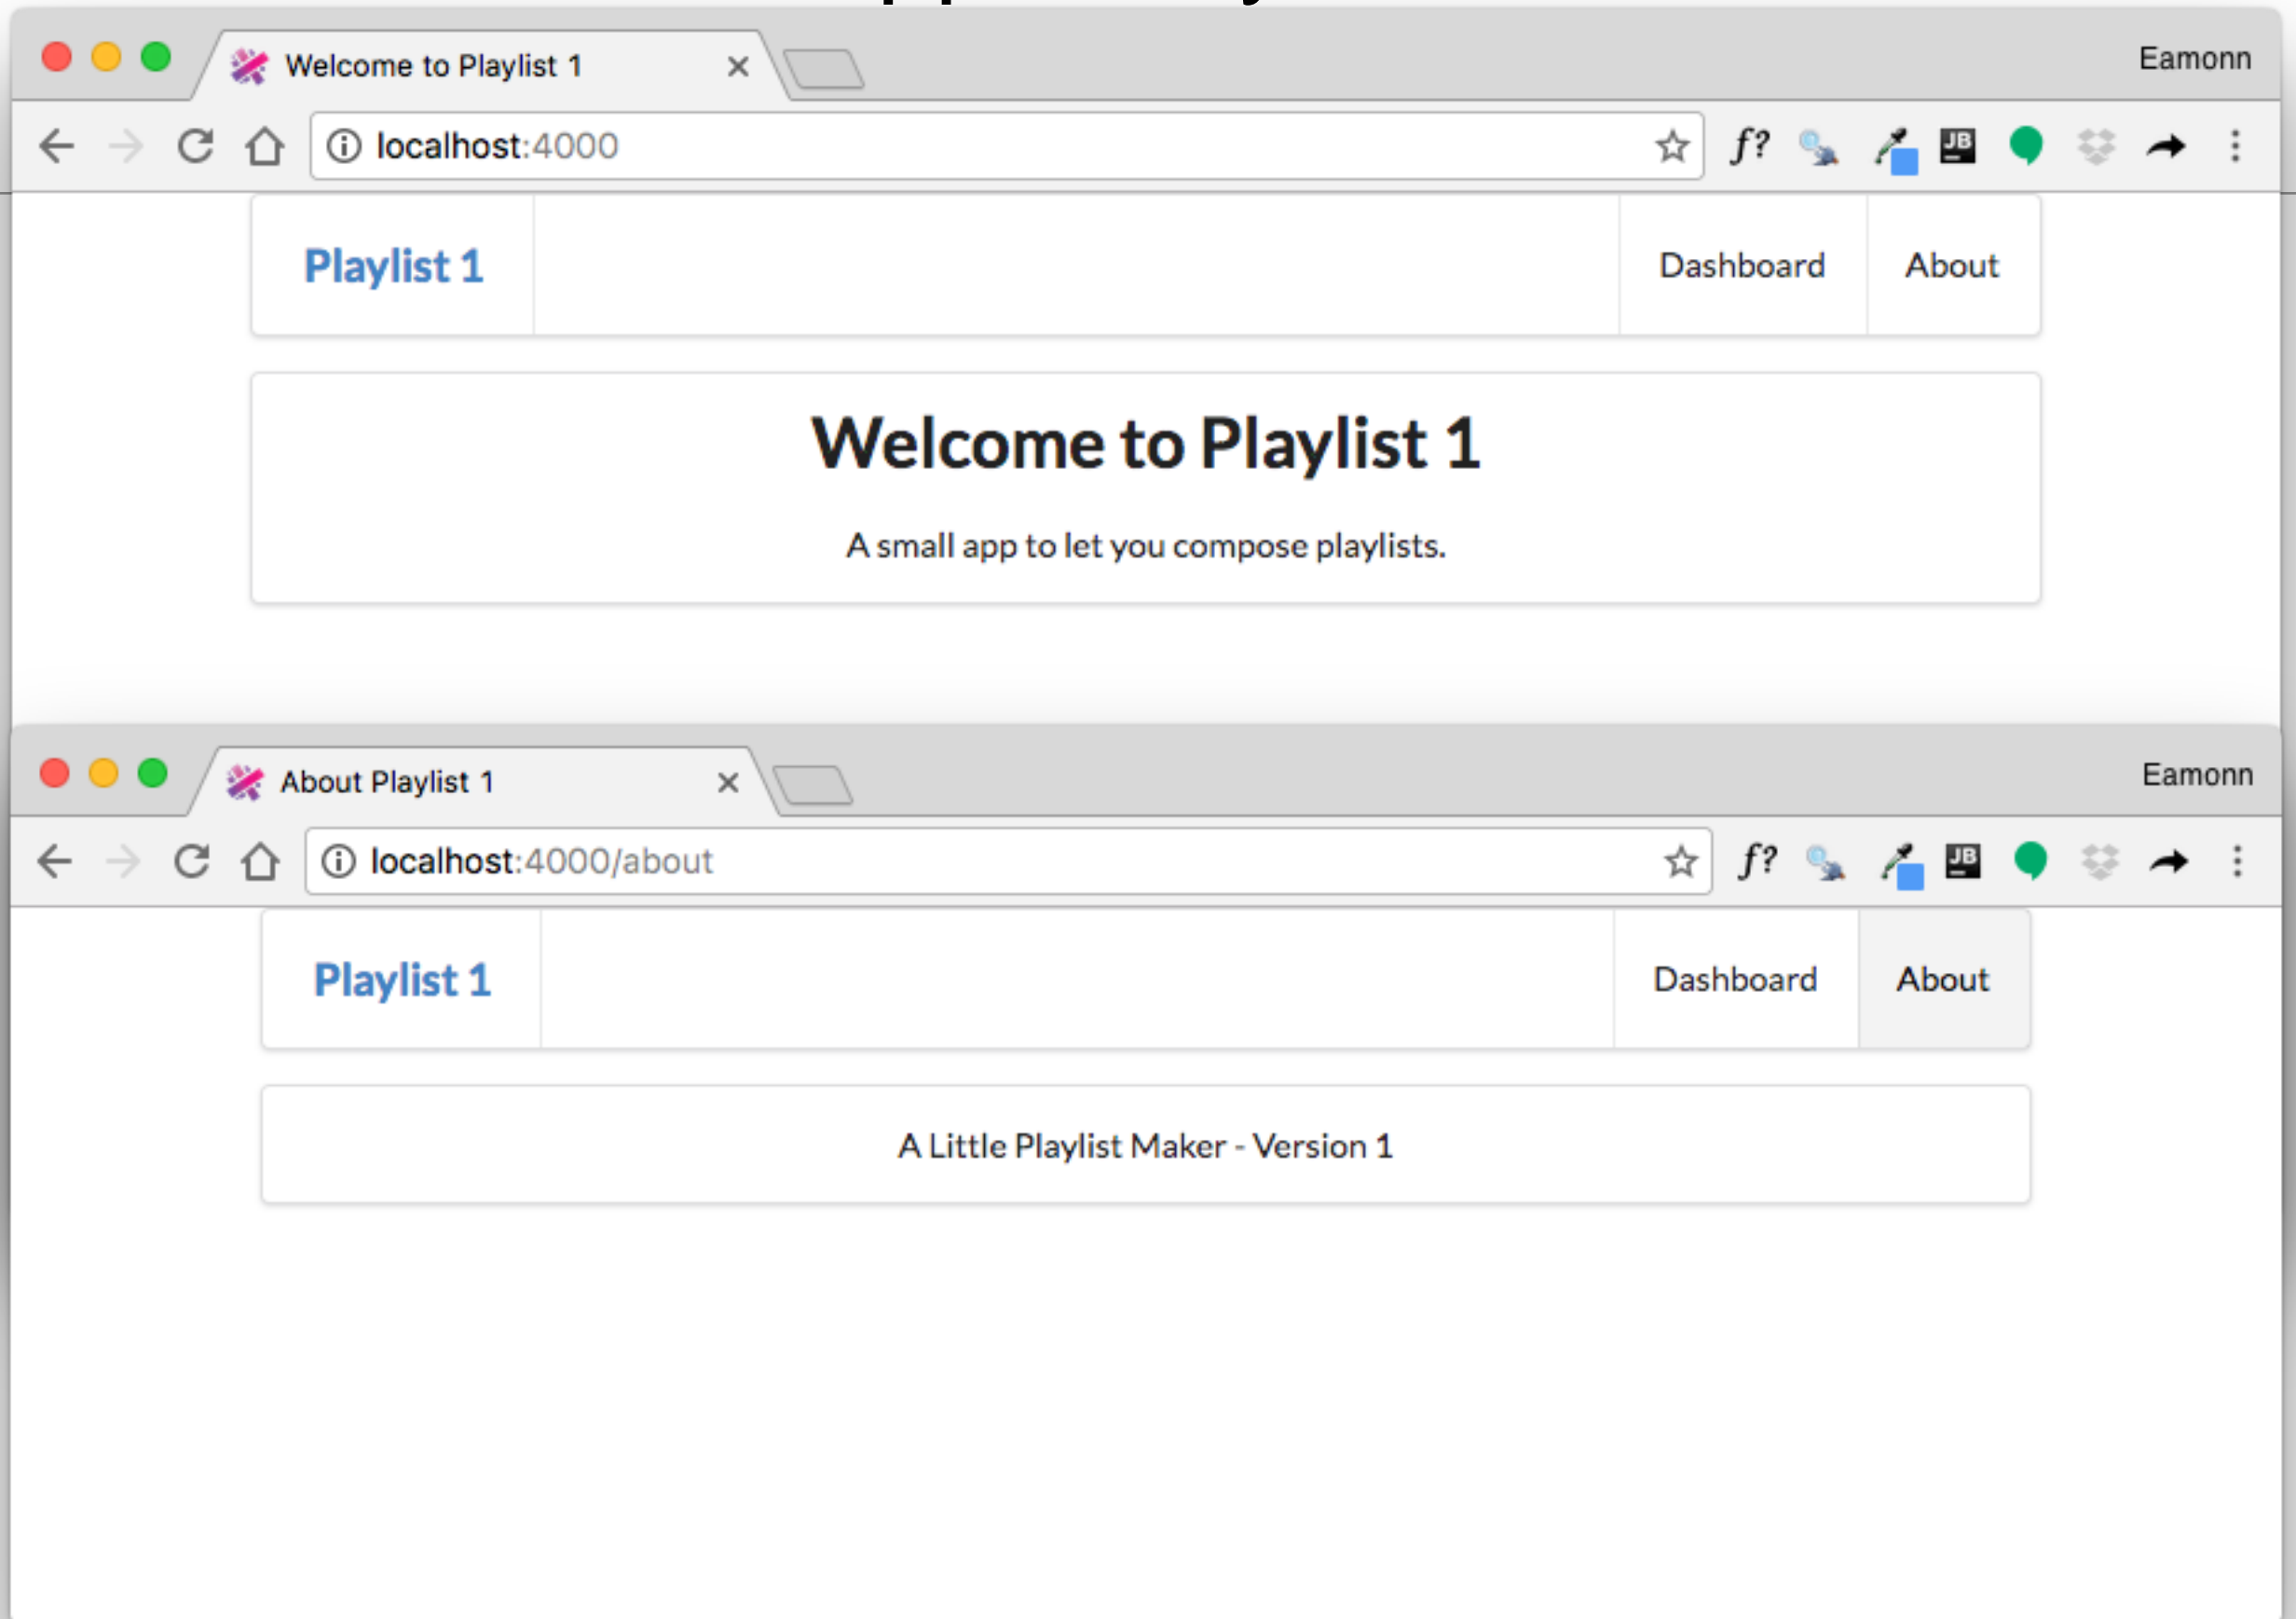 Welcome to Playlist 1
Eamonn
localhost:4000
f?
JB
Playlist 1
Dashboard
About
Welcome to Playlist 1
A small app to let you compose playlists.
About Playlist 1
Eamonn
localhost:4000/about
f?
JB
Playlist 1
Dashboard
About
A Little Playlist Maker - Version 1